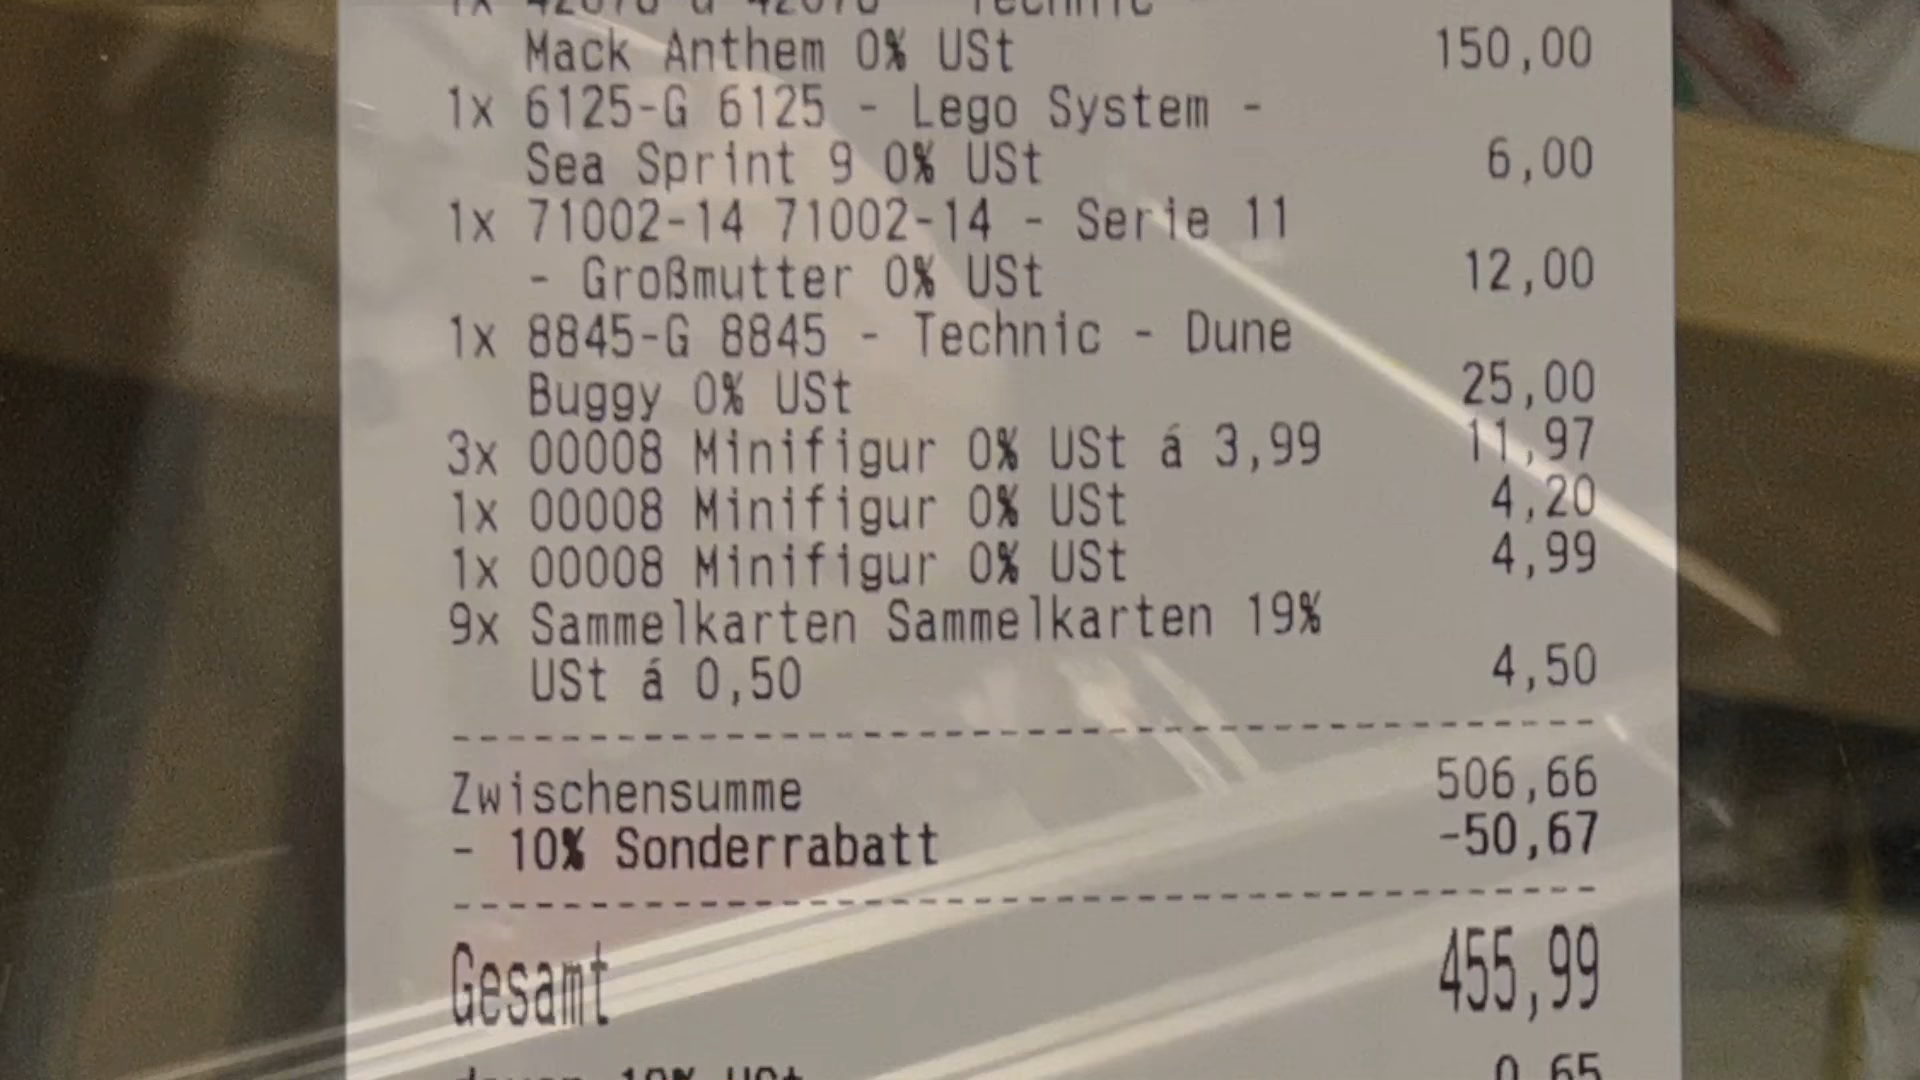 Mack Anthem 0% USt 150,00
1x 6125-G 6125 - Lego System -
Sea Sprint 9 0% USt 6,00
1x 71002-14 71002-14 - Serie 11
- Großmutter 0% USt 12,00
1x 8845-G 8845 - Technic - Dune
Buggy 0% USt 25,00
3x 00008 Minifigur 0% USt á 3,99 11,97
1x 00008 Minifigur 0% USt 4,20
1x 00008 Minifigur 0% USt 4,99
9x Sammelkarten Sammelkarten 19%
USt á 0,50 4,50
Zwischensumme 506,66
- 10% Sonderrabatt -50,67
Gesamt 455,99